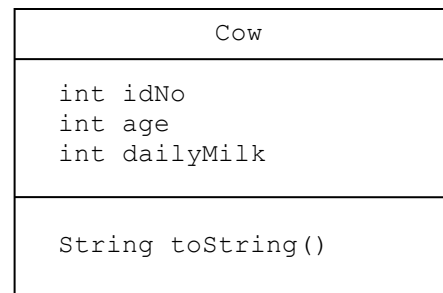 Cow
int idNo
int age
int dailyMilk
String toString()